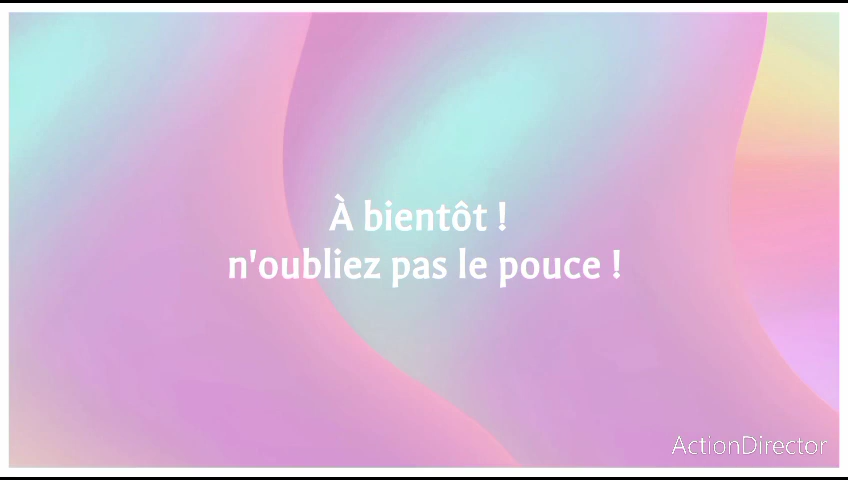 À bientôt !
n'oubliez pas le pouce !
ActionDirector